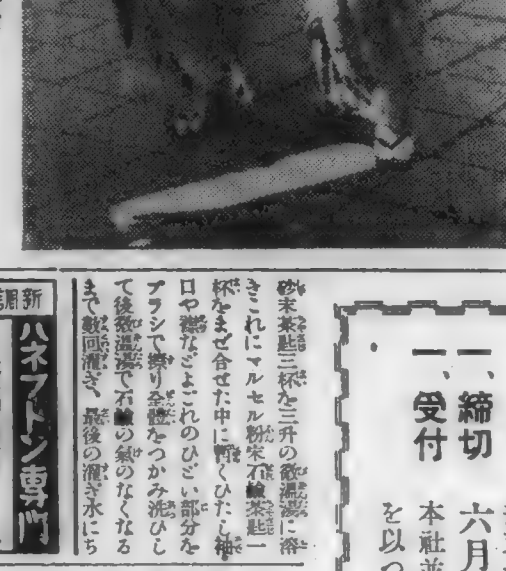 一、締切　六月
一、受付　本社並
を以つ
砂末茶匙三杯を三升の微温湯に溶
きこれにマルセル粉末石鹸茶匙一
杯をまぜ合せた中に暫くひたし袖
口や襟などよごれのひどい部分を
ブラシで擦り全體をつかみ洗ひし
て後微温湯で石鹸の氣のなくなる
まで數回濯ぎ、最後の濯ぎ水にち
新調
ハネフトン専門